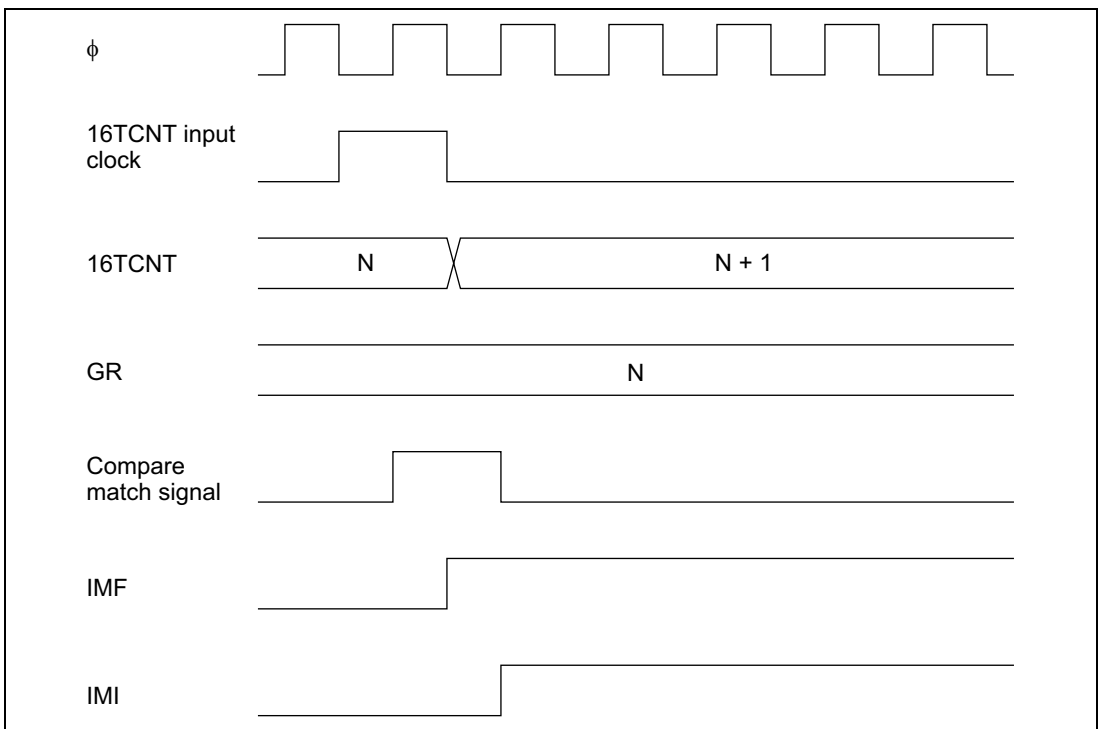 ϕ
16TCNT input
clock
16TCNT
N
N + 1
GR
N
Compare
match signal
IMF
IMI